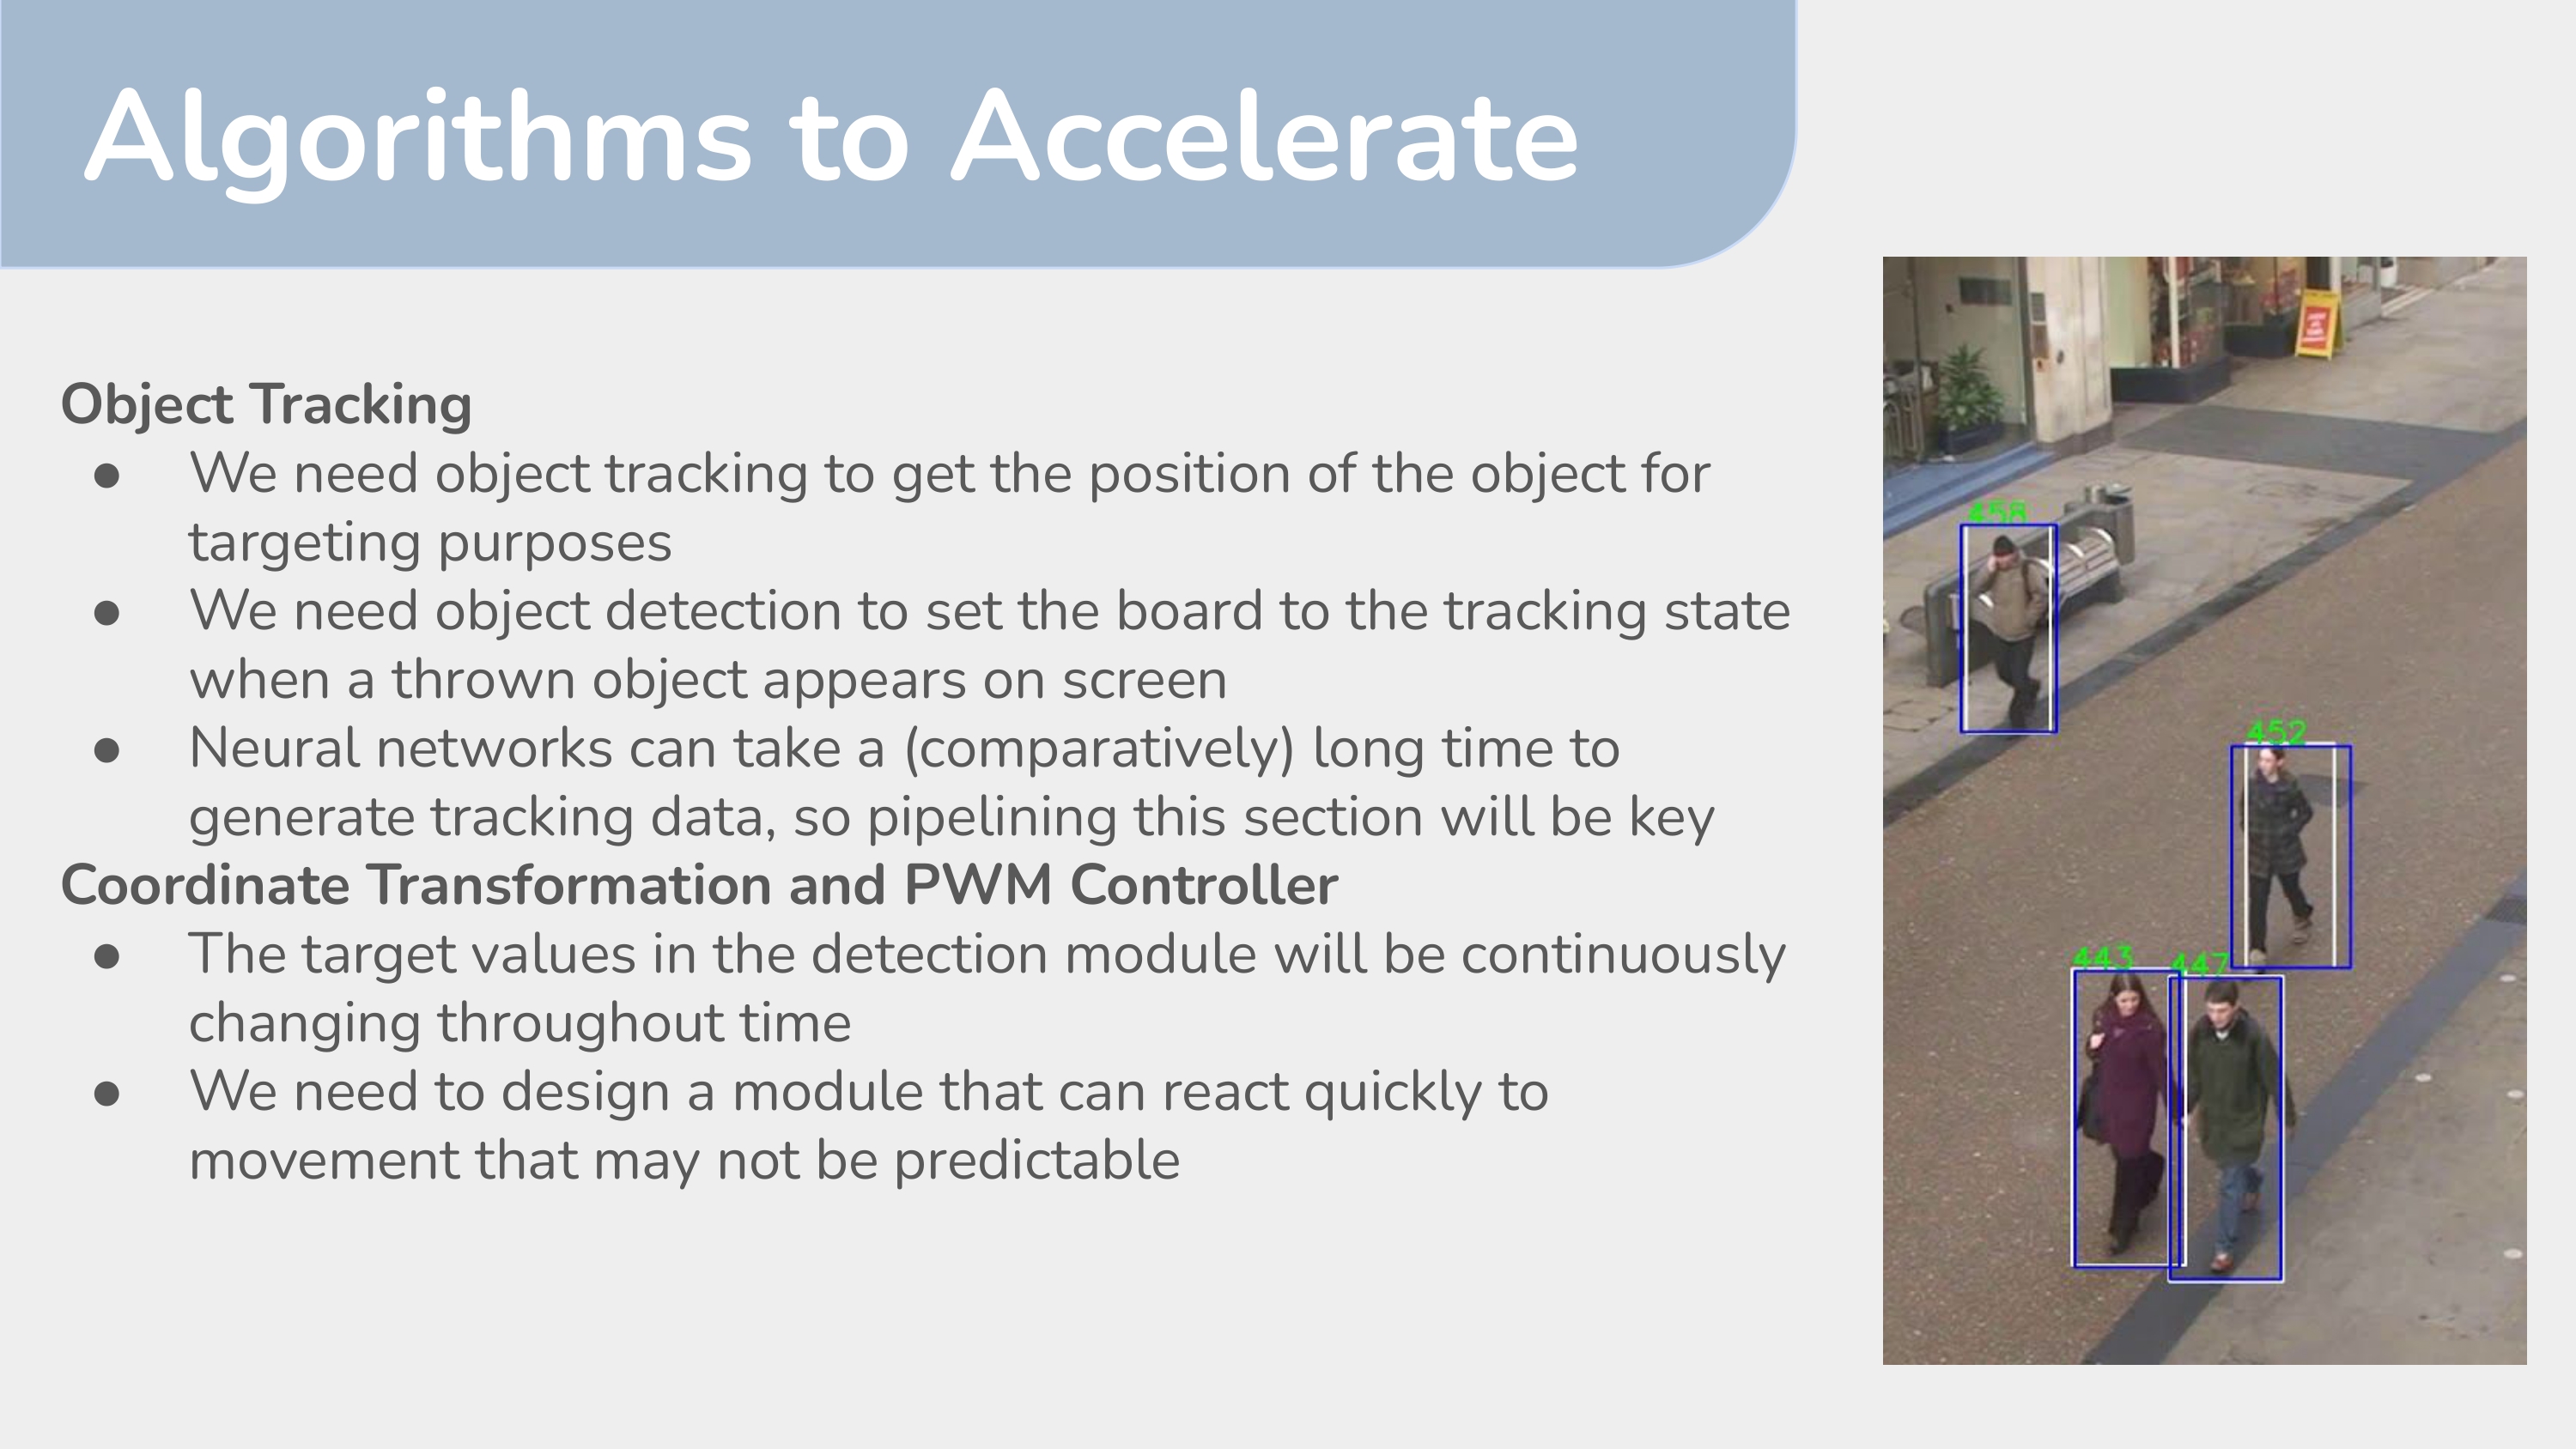 Algorithms to Accelerate
Object Tracking
● We need object tracking to get the position of the object for
targeting purposes
● We need object detection to set the board to the tracking state
when a thrown object appears on screen
● Neural networks can take a (comparatively) long time to
generate tracking data, so pipelining this section will be key
Coordinate Transformation and PWM Controller
● The target values in the detection module will be continuously
changing throughout time
● We need to design a module that can react quickly to
movement that may not be predictable
458
452
443
447